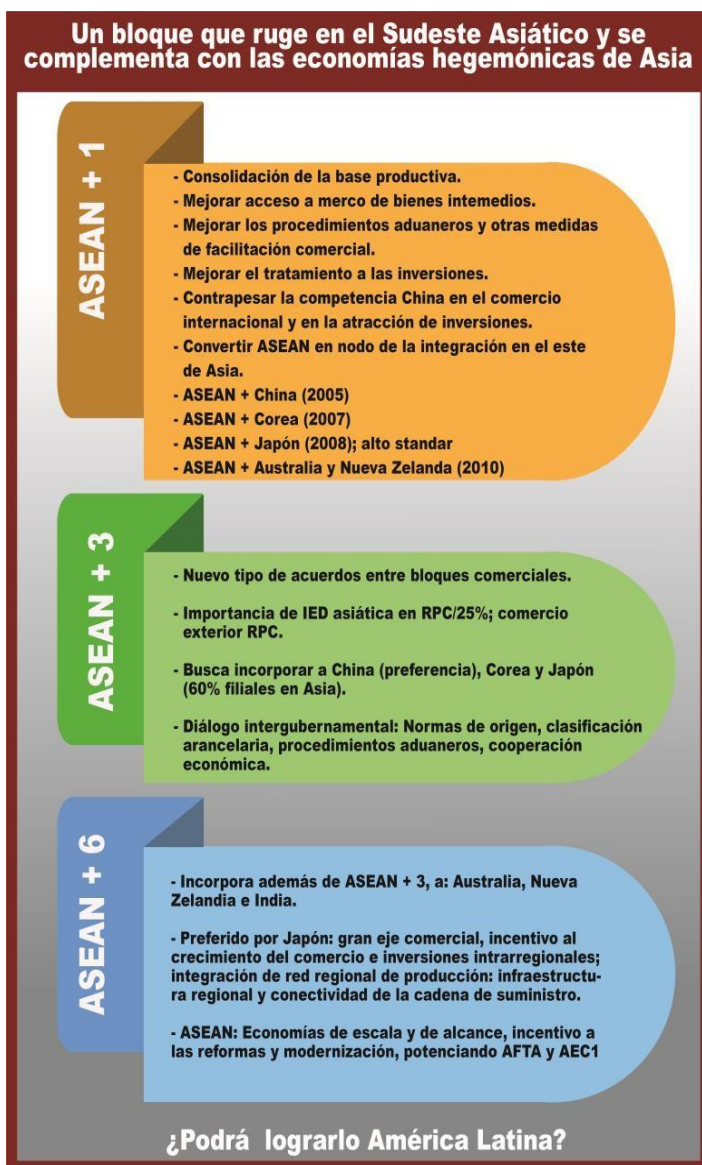 Un bloque que ruge en el Sudeste Asiático y se
complementa con las economías hegemónicas de Asia
ASEAN + 1
- Consolidación de la base productiva.
- Mejorar acceso a merco de bienes intemedios.
- Mejorar los procedimientos aduaneros y otras medidas
de facilitación comercial.
- Mejorar el tratamiento a las inversiones.
- Contrapesar la competencia China en el comercio
internacional y en la atracción de inversiones.
- Convertir ASEAN en nodo de la integración en el este
de Asia.
- ASEAN + China (2005)
- ASEAN + Corea (2007)
- ASEAN + Japón (2008); alto standar
- ASEAN + Australia y Nueva Zelanda (2010)
ASEAN + 3
- Nuevo tipo de acuerdos entre bloques comerciales.
- Importancia de IED asiática en RPC/25%; comercio
exterior RPC.
- Busca incorporar a China (preferencia), Corea y Japón
(60% filiales en Asia).
- Diálogo intergubernamental: Normas de origen, clasificación
arancelaria, procedimientos aduaneros, cooperación
económica.
ASEAN + 6
- Incorpora además de ASEAN + 3, a: Australia, Nueva
Zelandia e India.
- Preferido por Japón: gran eje comercial, incentivo al
crecimiento del comercio e inversiones intrarregionales;
integración de red regional de producción: infraestructu-
ra regional y conectividad de la cadena de suministro.
- ASEAN: Economías de escala y de alcance, incentivo a
las reformas y modernización, potenciando AFTA y AEC1
¿Podrá lograrlo América Latina?